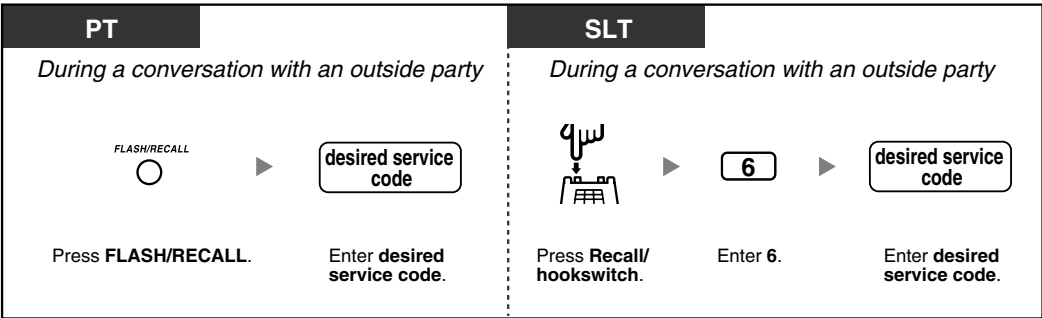 PT
During a conversation with an outside party
FLASH/RECALL
desired service
code
Press FLASH/RECALL.
Enter desired
service code.
SLT
During a conversation with an outside party
6
desired service
code
Press Recall/
hookswitch.
Enter 6.
Enter desired
service code.